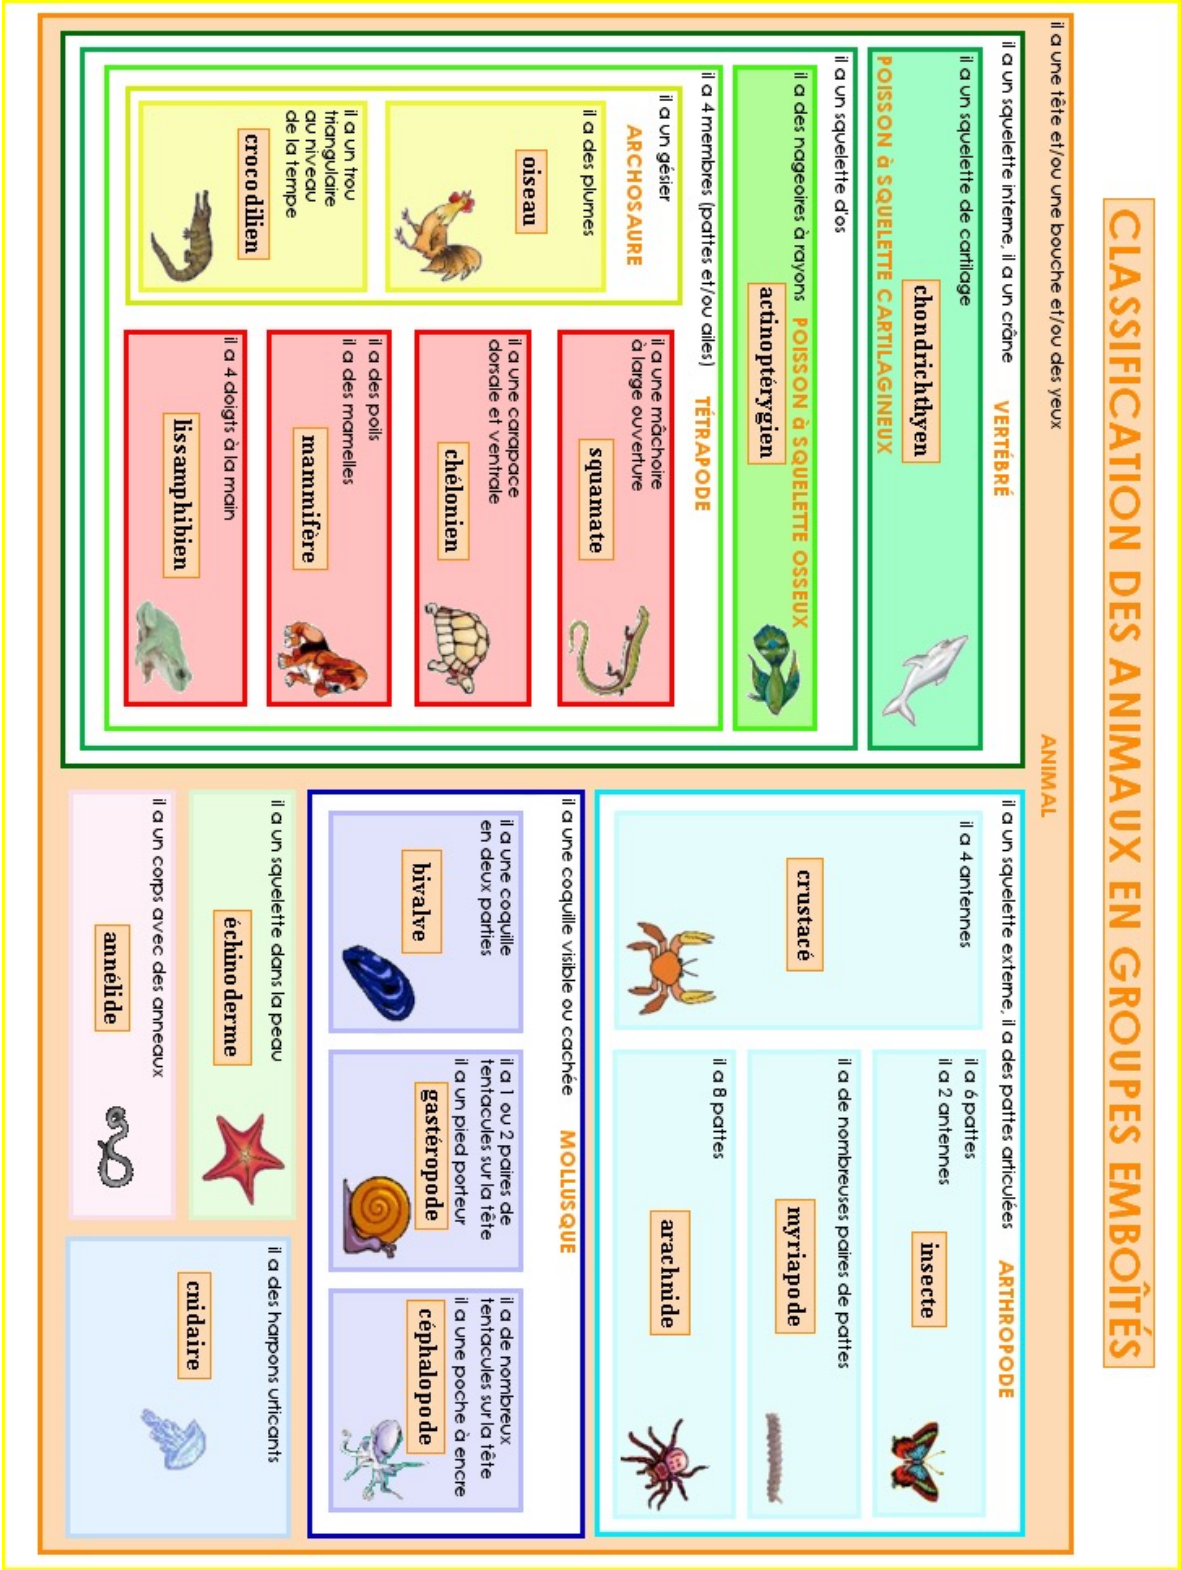 CLASSIFICATION DES ANIMAUX EN GROUPES EMBOÎTÉS
il a une tête et/ou une bouche et/ou des yeux
ANIMAL
il a un squelette interne, il a un crâne
VERTÉBRÉ
il a un squelette de cartilage
chondrichthyen
POISSON à SQUELETTE CARTILAGINEUX
il a un squelette d'os
il a des nageoires à rayons
POISSON à SQUELETTE OSSEUX
actinoptérygien
il a 4 membres (pattes et/ou ailes)
TÉTRAPODE
il a un gésier
ARCHOSAURE
il a des plumes
oiseau
il a un trou
triangulaire
au niveau
de la tempe
crocodilien
il a une mâchoire
à large ouverture
squamate
il a une carapace
dorsale et ventrale
chélonien
il a des poils
il a des mamelles
mammifère
il a 4 doigts à la main
lissamphibien
il a un squelette externe, il a des pattes articulées
ARTHROPODE
il a 4 antennes
crustacé
il a 6 pattes
il a 2 antennes
insecte
il a de nombreuses paires de pattes
myriapode
il a 8 pattes
arachnide
il a une coquille visible ou cachée
MOLLUSQUE
il a une coquille
en deux parties
bivalve
il a 1 ou 2 paires de
tentacules sur la tête
il a un pied porteur
gastéropode
il a de nombreux
tentacules sur la tête
il a une poche à encre
céphalopode
il a un squelette dans la peau
échinoderme
il a un corps avec des anneaux
annélide
il a des harpons urticants
cnidaire